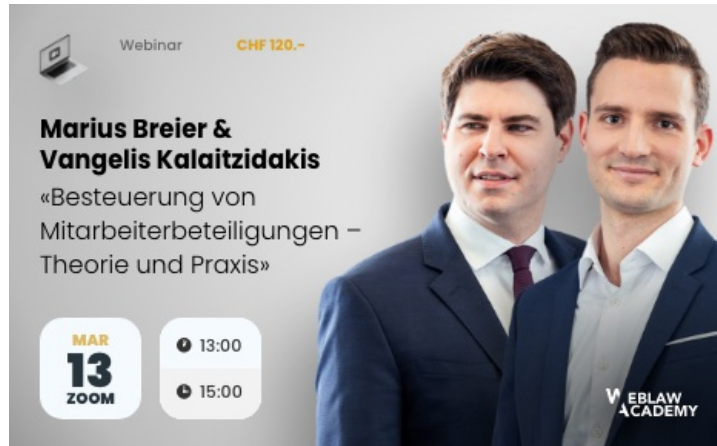 Webinar CHF 120.-
Marius Breier &
Vangelis Kalaitzidakis
«Besteuerung von
Mitarbeiterbeteiligungen –
Theorie und Praxis»
MAR
13
ZOOM
13:00
15:00
WEBLAW
ACADEMY